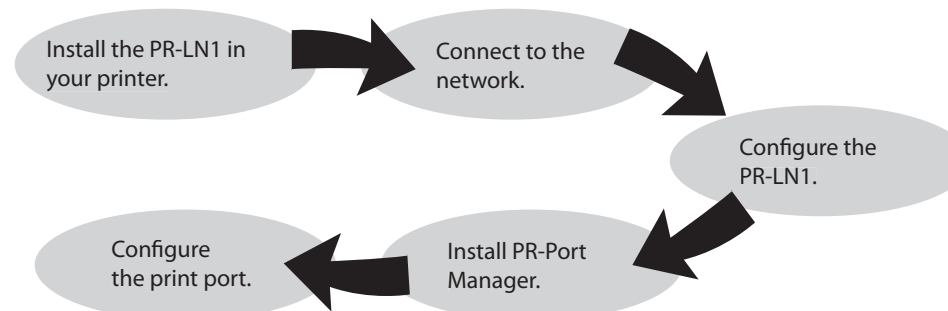 Install the PR-LN1 in
your printer.
Connect to the
network.
Configure the
PR-LN1.
Install PR-Port
Manager.
Configure
the print port.